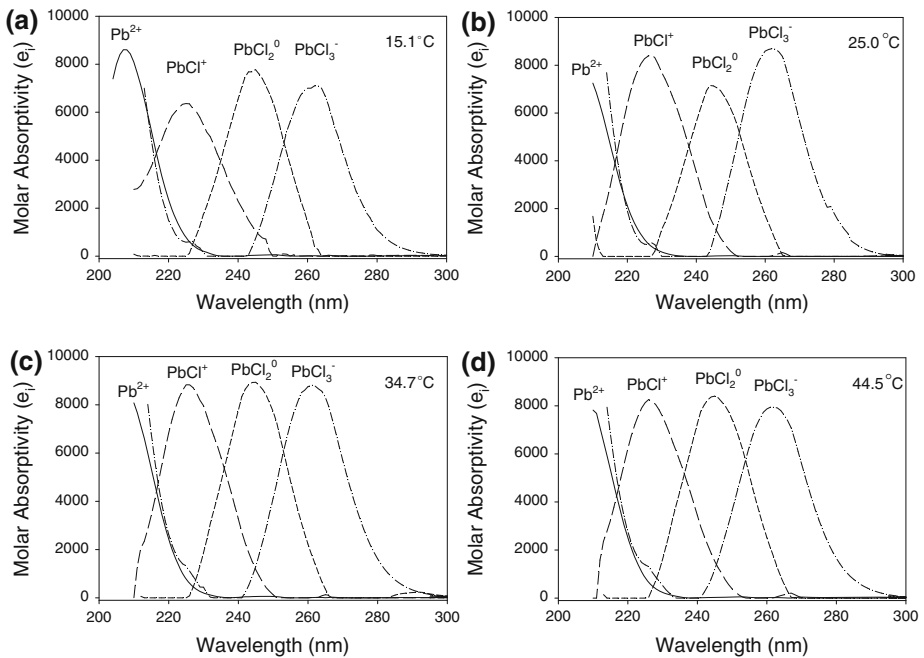 (a)
Pb2+
PbCl+
PbCl20
PbCl3-
15.1°C
Molar Absorptivity (ei)
10000
8000
6000
4000
2000
0
200 220 240 260 280 300
Wavelength (nm)
(b)
Pb2+
PbCl+
PbCl20
PbCl3-
25.0 °C
Molar Absorptivity (ei)
10000
8000
6000
4000
2000
0
200 220 240 260 280 300
Wavelength (nm)
(c)
Pb2+
PbCl+
PbCl20
PbCl3-
34.7°C
Molar Absorptivity (ei)
10000
8000
6000
4000
2000
0
200 220 240 260 280 300
Wavelength (nm)
(d)
Pb2+
PbCl+
PbCl20
PbCl3-
44.5°C
Molar Absorptivity (ei)
10000
8000
6000
4000
2000
0
200 220 240 260 280 300
Wavelength (nm)